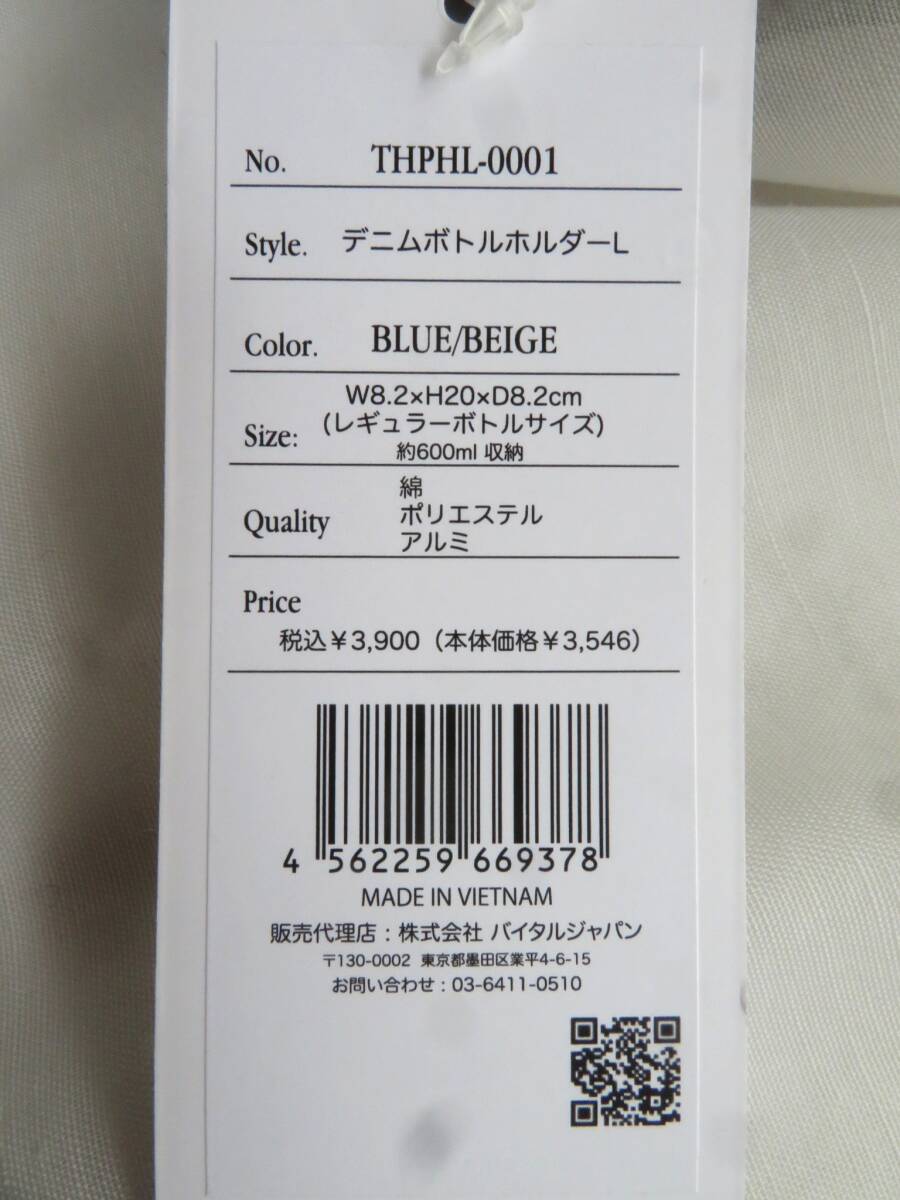 No. THPHL-0001
Style. デニムボトルホルダーL
Color. BLUE/BEIGE
W8.2×H20×D8.2cm
Size: (レギュラーボトルサイズ)
約600ml 収納
綿
Quality ポリエステル
アルミ
Price
税込¥3,900（本体価格¥3,546）
4 562259 669378
MADE IN VIETNAM
販売代理店：株式会社 バイタルジャパン
〒130-0002 東京都墨田区業平4-6-15
お問い合わせ：03-6411-0510